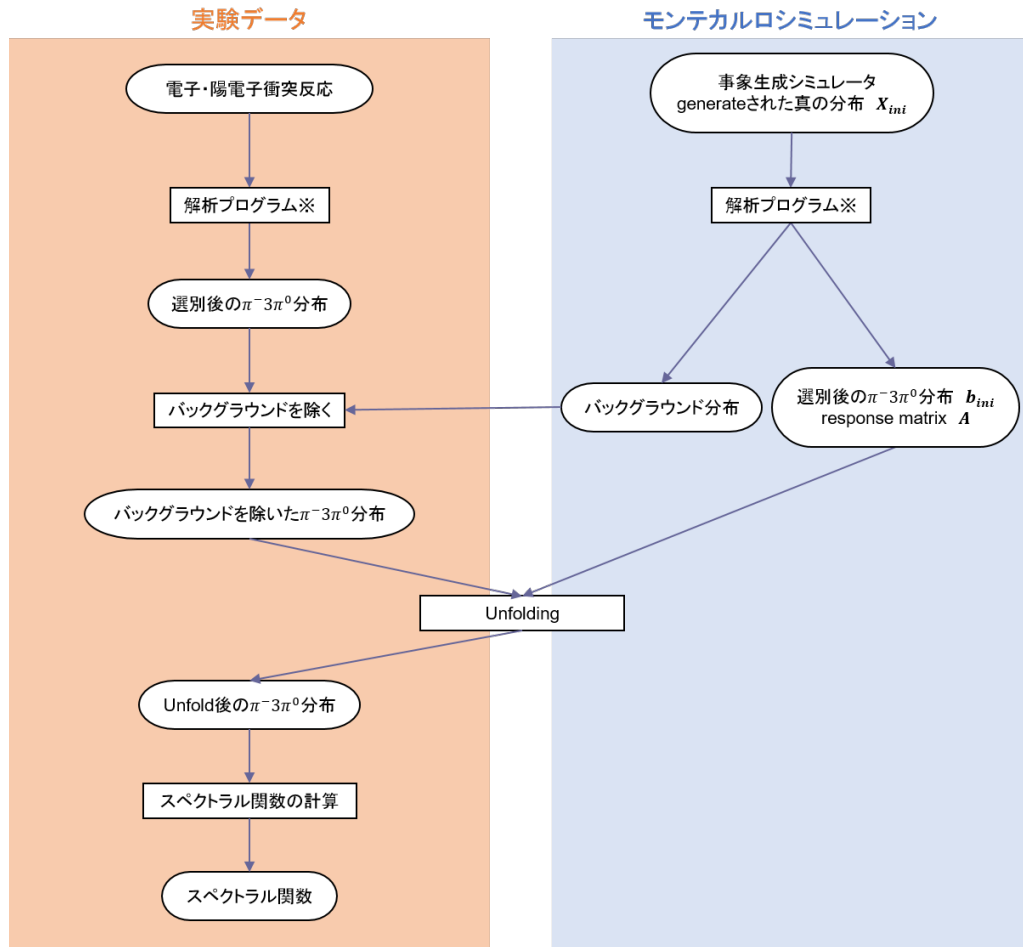 実験データ
電子・陽電子衝突反応
解析プログラム※
選別後のπ⁻3π⁰分布
バックグラウンドを除く
バックグラウンドを除いたπ⁻3π⁰分布
Unfolding
Unfold後のπ⁻3π⁰分布
スペクトラル関数の計算
スペクトラル関数
モンテカルロシミュレーション
事象生成シミュレータ
generateされた真の分布 X_ini
解析プログラム※
バックグラウンド分布
選別後のπ⁻3π⁰分布 b_ini
response matrix A